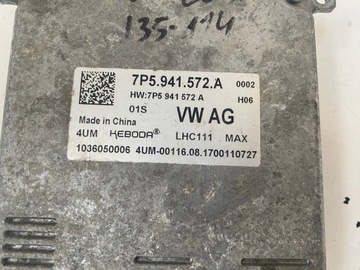 135-114
7P5.941.572.A 0002
HW:7P5 941 572 A H06
01S VW AG
Made in China
4UM KEBODA® LHC111 MAX
1036050006 4UM-00116.08.1700110727